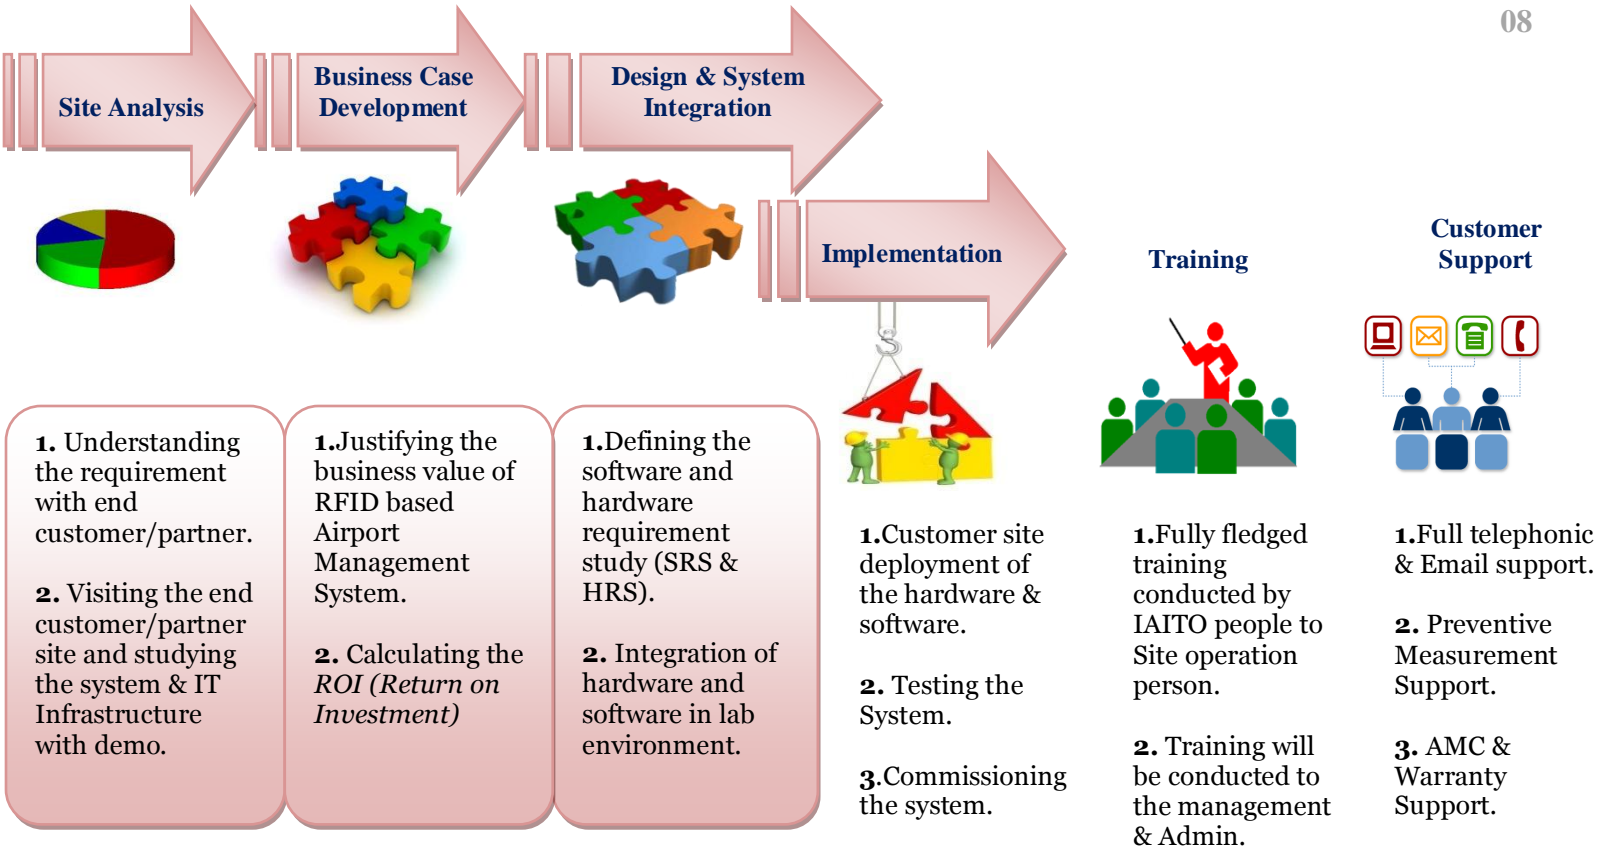 08
Site Analysis
Business Case
Development
Design & System
Integration
Implementation
Training
Customer
Support
1. Understanding
the requirement
with end
customer/partner.
2. Visiting the end
customer/partner
site and studying
the system & IT
Infrastructure
with demo.
1.Justifying the
business value of
RFID based
Airport
Management
System.
2. Calculating the
ROI (Return on
Investment)
1.Defining the
software and
hardware
requirement
study (SRS &
HRS).
2. Integration of
hardware and
software in lab
environment.
1.Customer site
deployment of
the hardware &
software.
2. Testing the
System.
3.Commissioning
the system.
1.Fully fledged
training
conducted by
IAITO people to
Site operation
person.
2. Training will
be conducted to
the management
& Admin.
1.Full telephonic
& Email support.
2. Preventive
Measurement
Support.
3. AMC &
Warranty
Support.